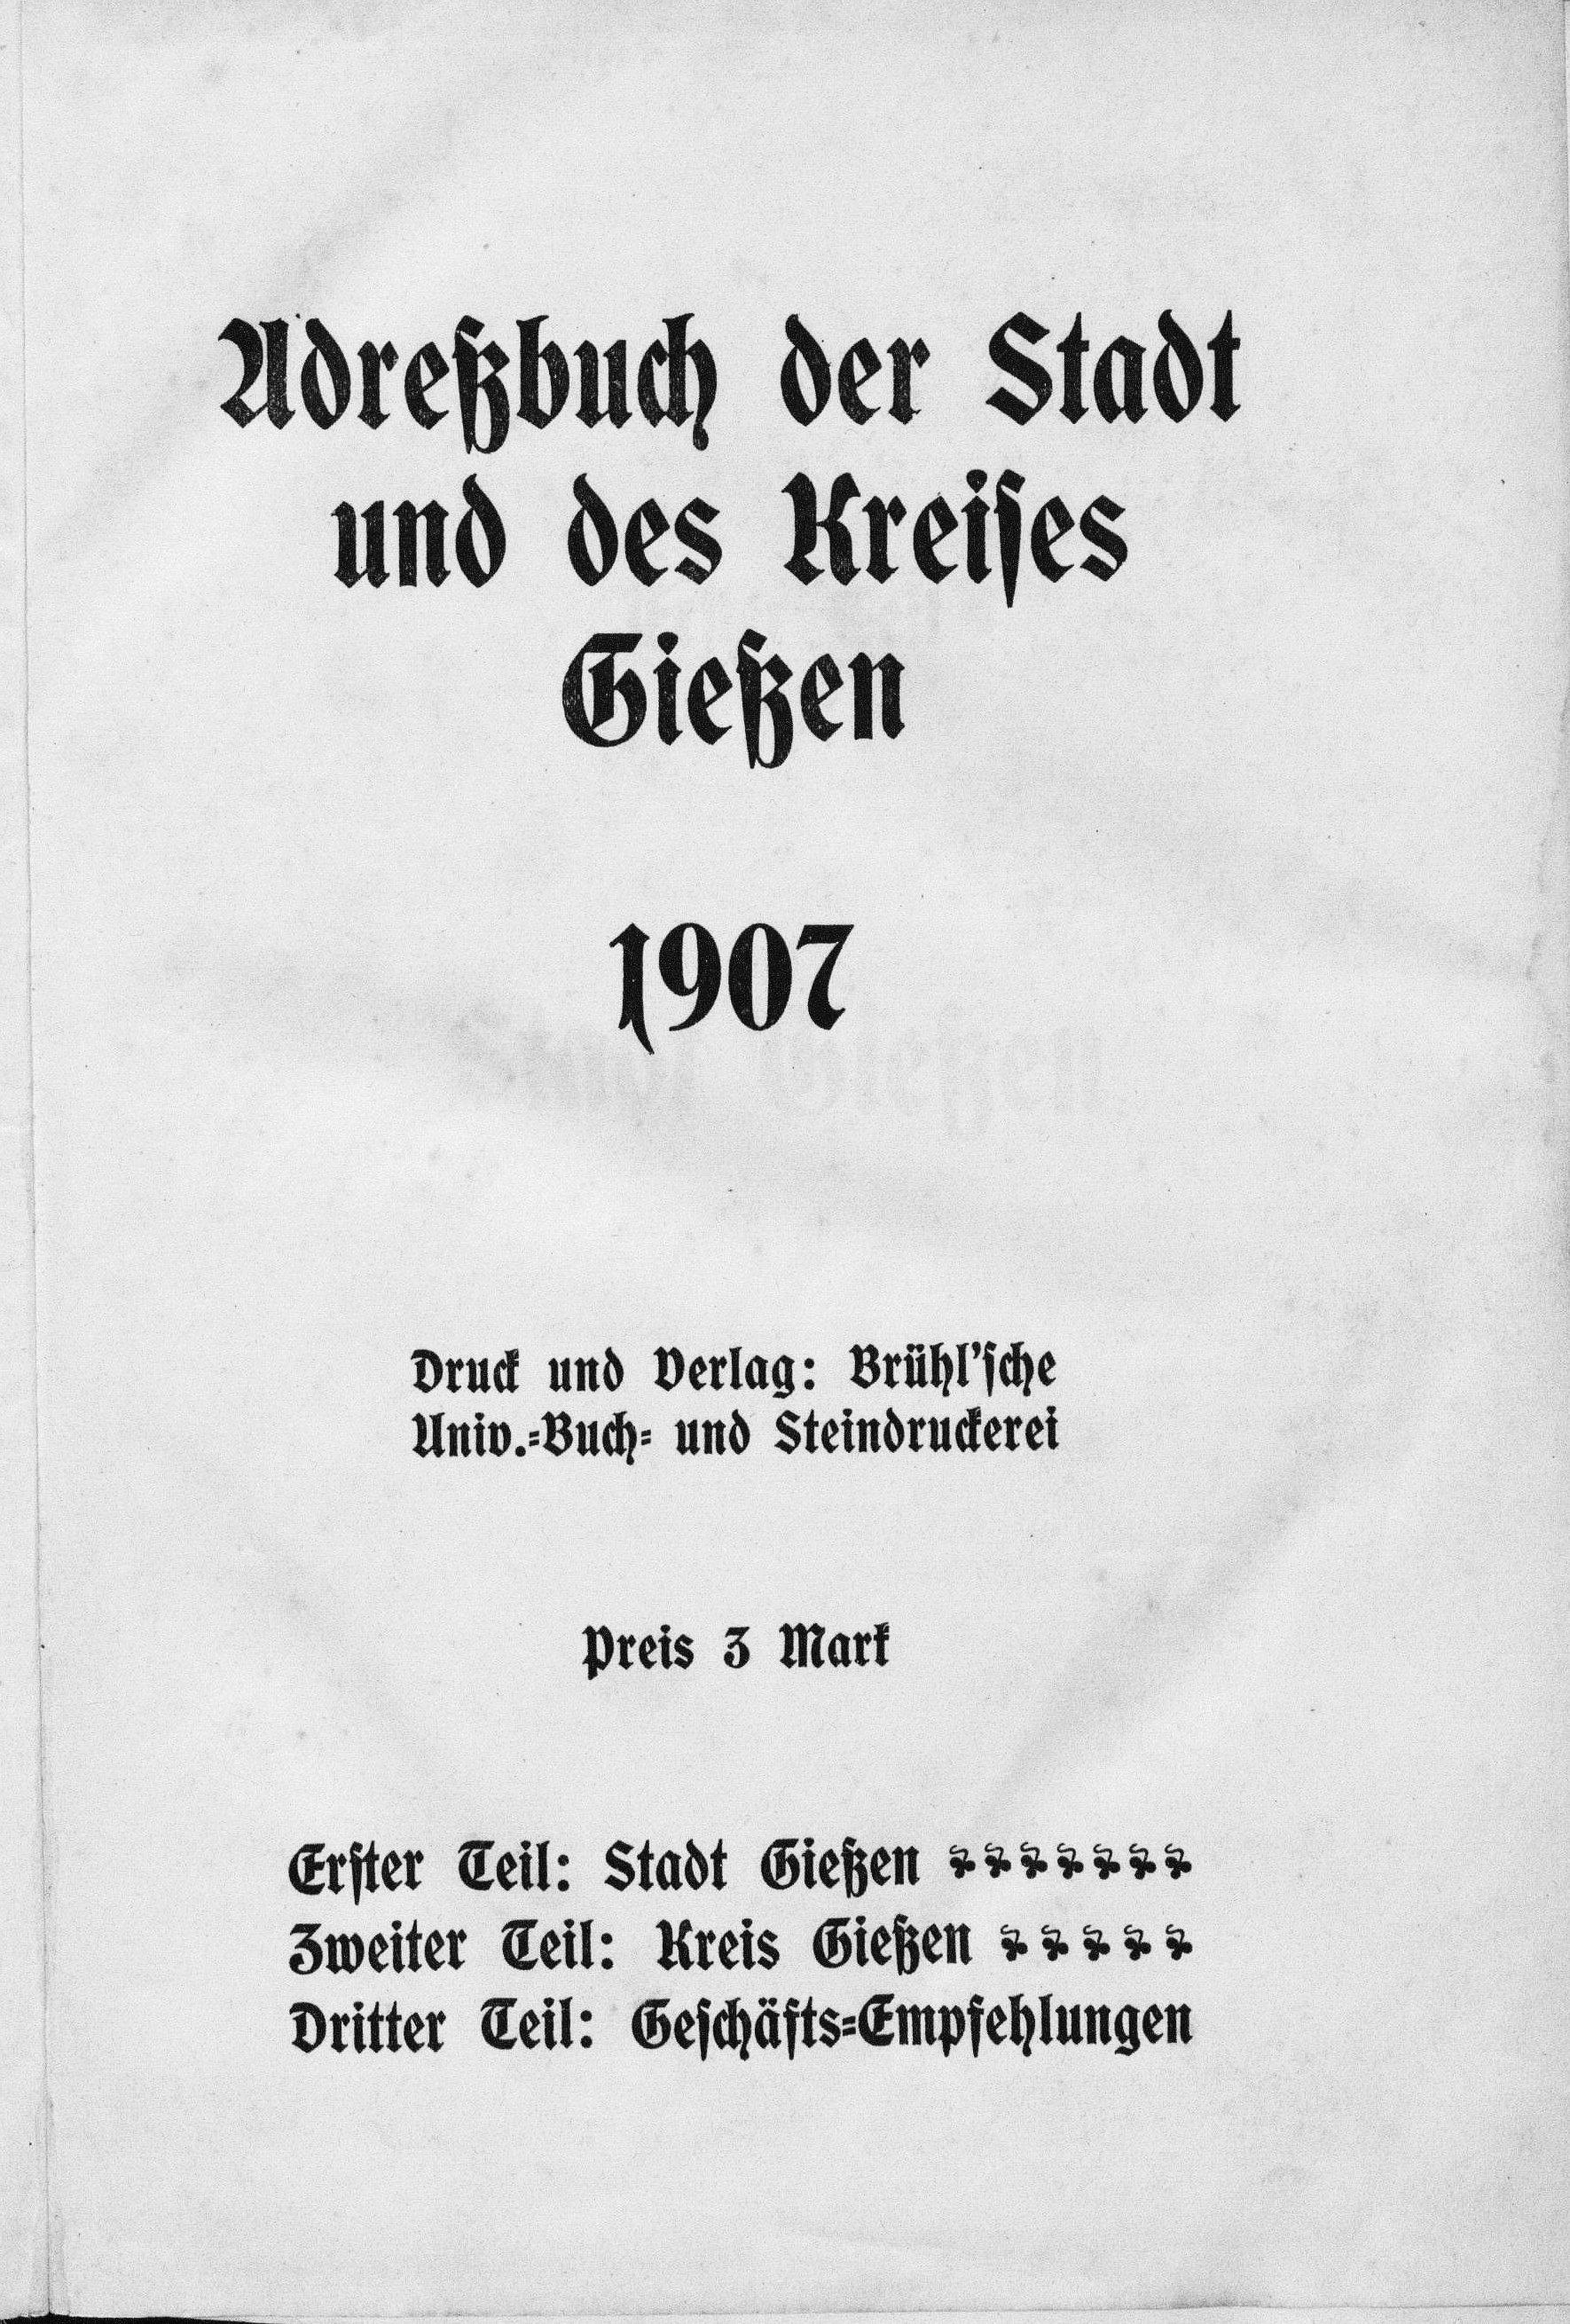 Adreßbuch der Stadt
und des Kreises
Gießen
1907
Druck und Verlag: Brühl'sche
Univ.-Buch- und Steindruckerei
Preis 3 Mark
Erster Teil: Stadt Gießen
Zweiter Teil: Kreis Gießen
Dritter Teil: Geschäfts-Empfehlungen